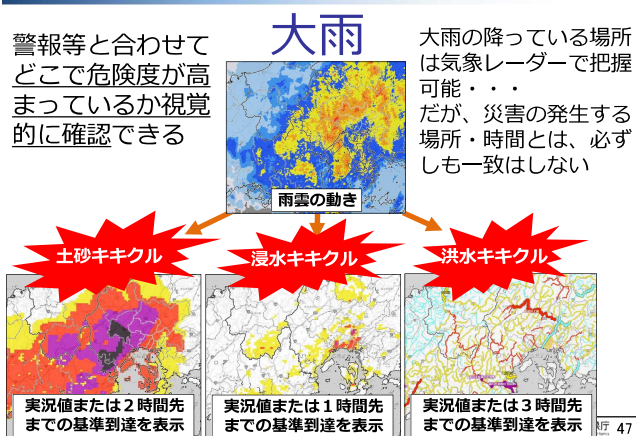 大雨
警報等と合わせて
どこで危険度が高
まっているか視覚
的に確認できる
大雨の降っている場所
は気象レーダーで把握
可能・・・
だが、災害の発生する
場所・時間とは、必ず
しも一致はしない
雨雲の動き
土砂キキクル
浸水キキクル
洪水キキクル
実況値または２時間先
までの基準到達を表示
実況値または１時間先
までの基準到達を表示
実況値または３時間先
までの基準到達を表示
庁 47